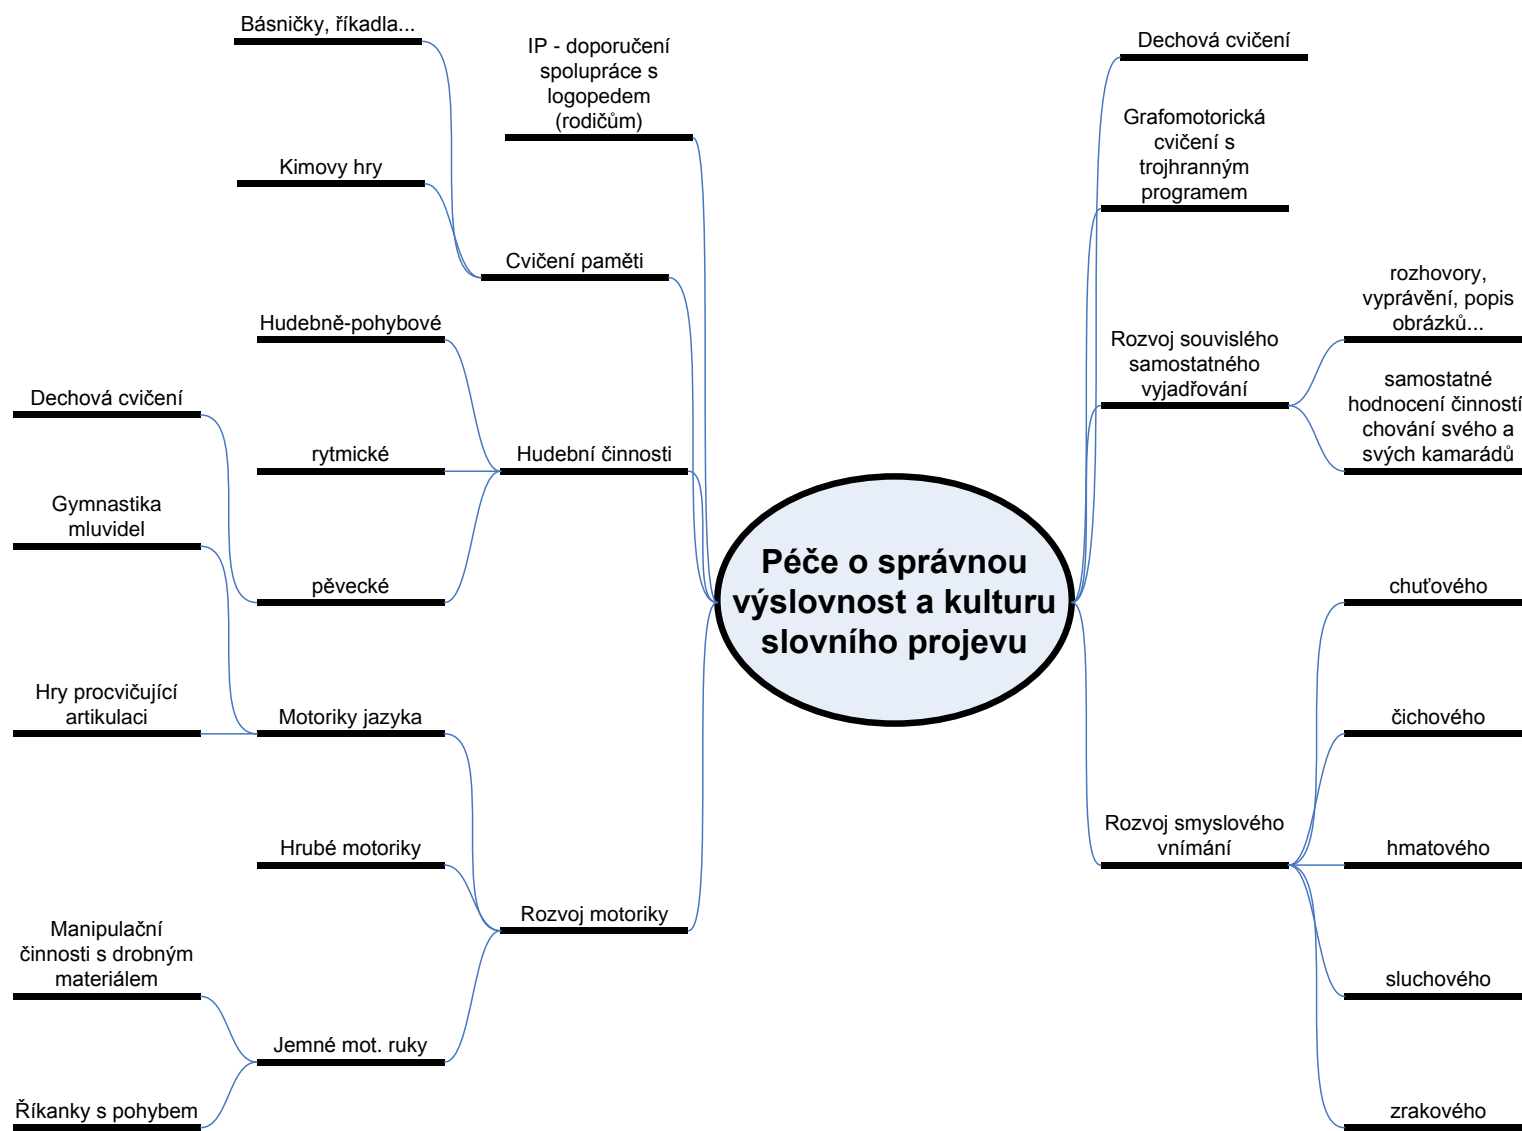 Básničky, říkadla...
IP - doporučení
spolupráce s
logopedem
(rodičům)
Kimovy hry
Cvičení paměti
Hudebně-pohybové
Dechová cvičení
rytmické
Hudební činnosti
Gymnastika
mluvidel
pěvecké
Hry procvičující
artikulaci
Motoriky jazyka
Hrubé motoriky
Rozvoj motoriky
Manipulační
činnosti s drobným
materiálem
Jemné mot. ruky
Říkanky s pohybem
Péče o správnou
výslovnost a kulturu
slovního projevu
Dechová cvičení
Grafomotorická
cvičení s
trojhranným
programem
Rozvoj souvislého
samostatného
vyjadřování
rozhovory,
vyprávění, popis
obrázků...
samostatné
hodnocení činností
chování svého a
svých kamarádů
Rozvoj smyslového
vnímání
chuťového
čichového
hmatového
sluchového
zrakového